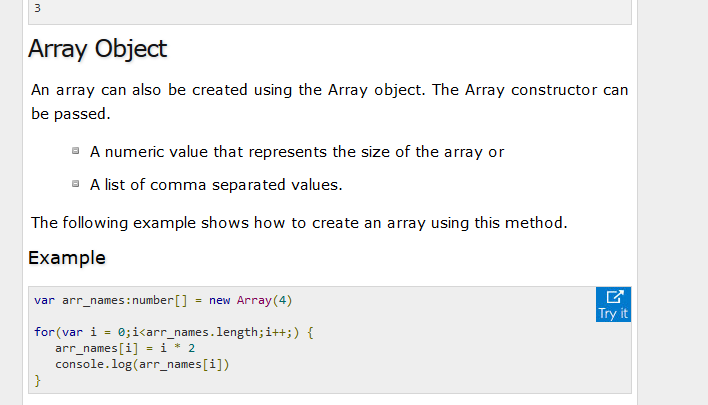 3
Array Object
An array can also be created using the Array object. The Array constructor can
be passed.
A numeric value that represents the size of the array or
A list of comma separated values.
The following example shows how to create an array using this method.
Example
var arr_names:number[] = new Array(4)
Try it
for(var i = 0;i<arr_names.length;i++;) {
   arr_names[i] = i * 2
   console.log(arr_names[i])
}